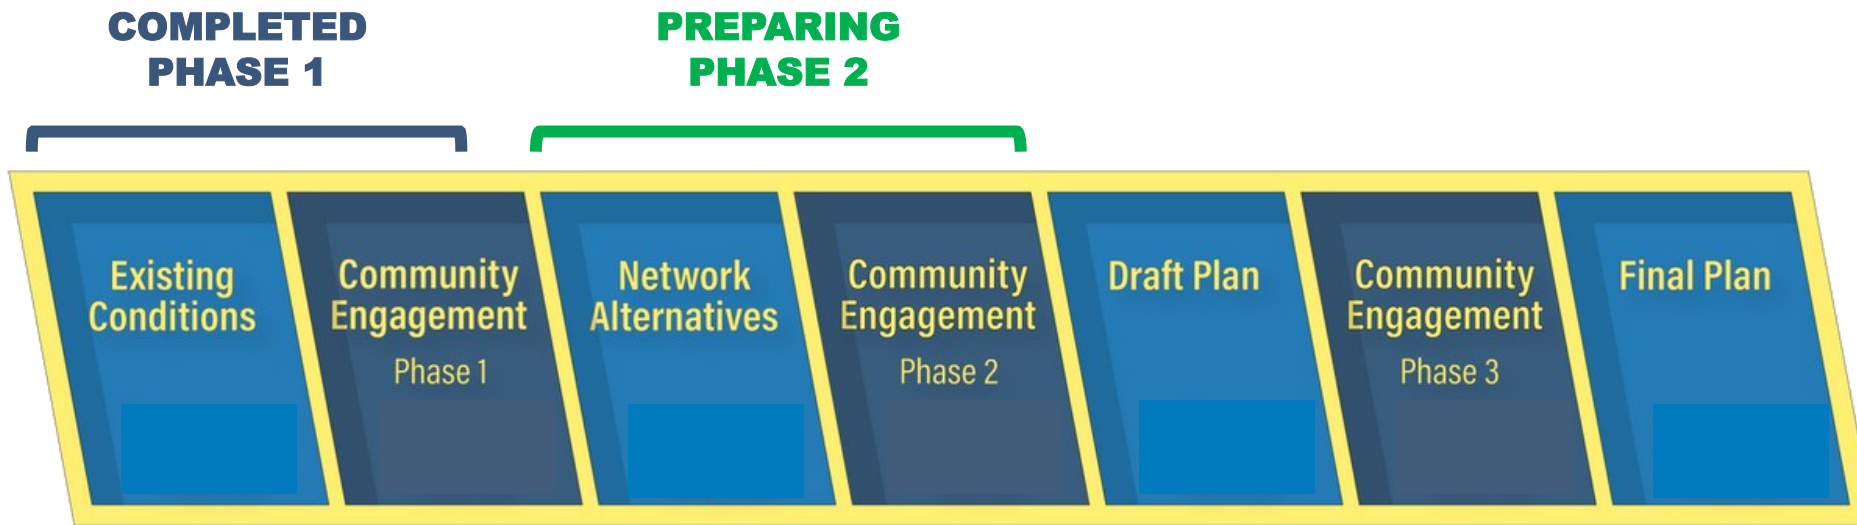 COMPLETED
PHASE 1
PREPARING
PHASE 2
Existing
Conditions
Community
Engagement
Phase 1
Network
Alternatives
Community
Engagement
Phase 2
Draft Plan
Community
Engagement
Phase 3
Final Plan